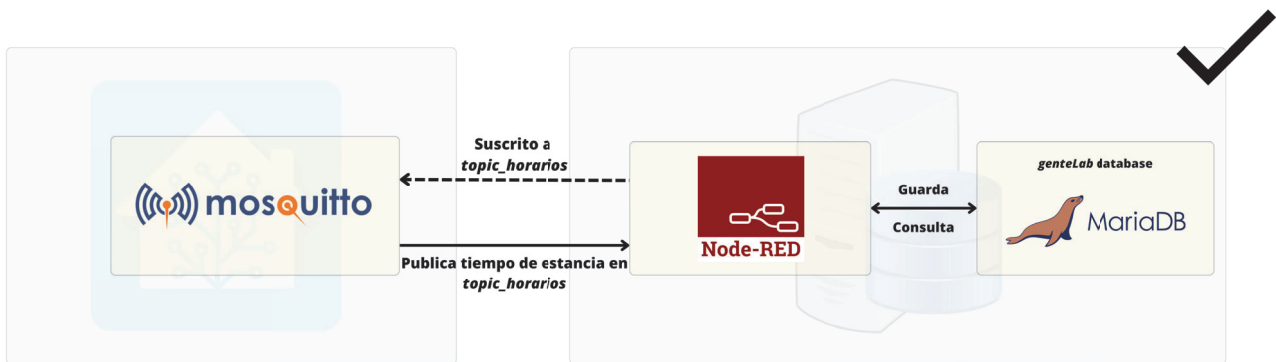 mosquitto
Suscrito a
topic_horarios
Publica tiempo de estancia en
topic_horarios
Node-RED
Guarda
Consulta
genteLab database
MariaDB